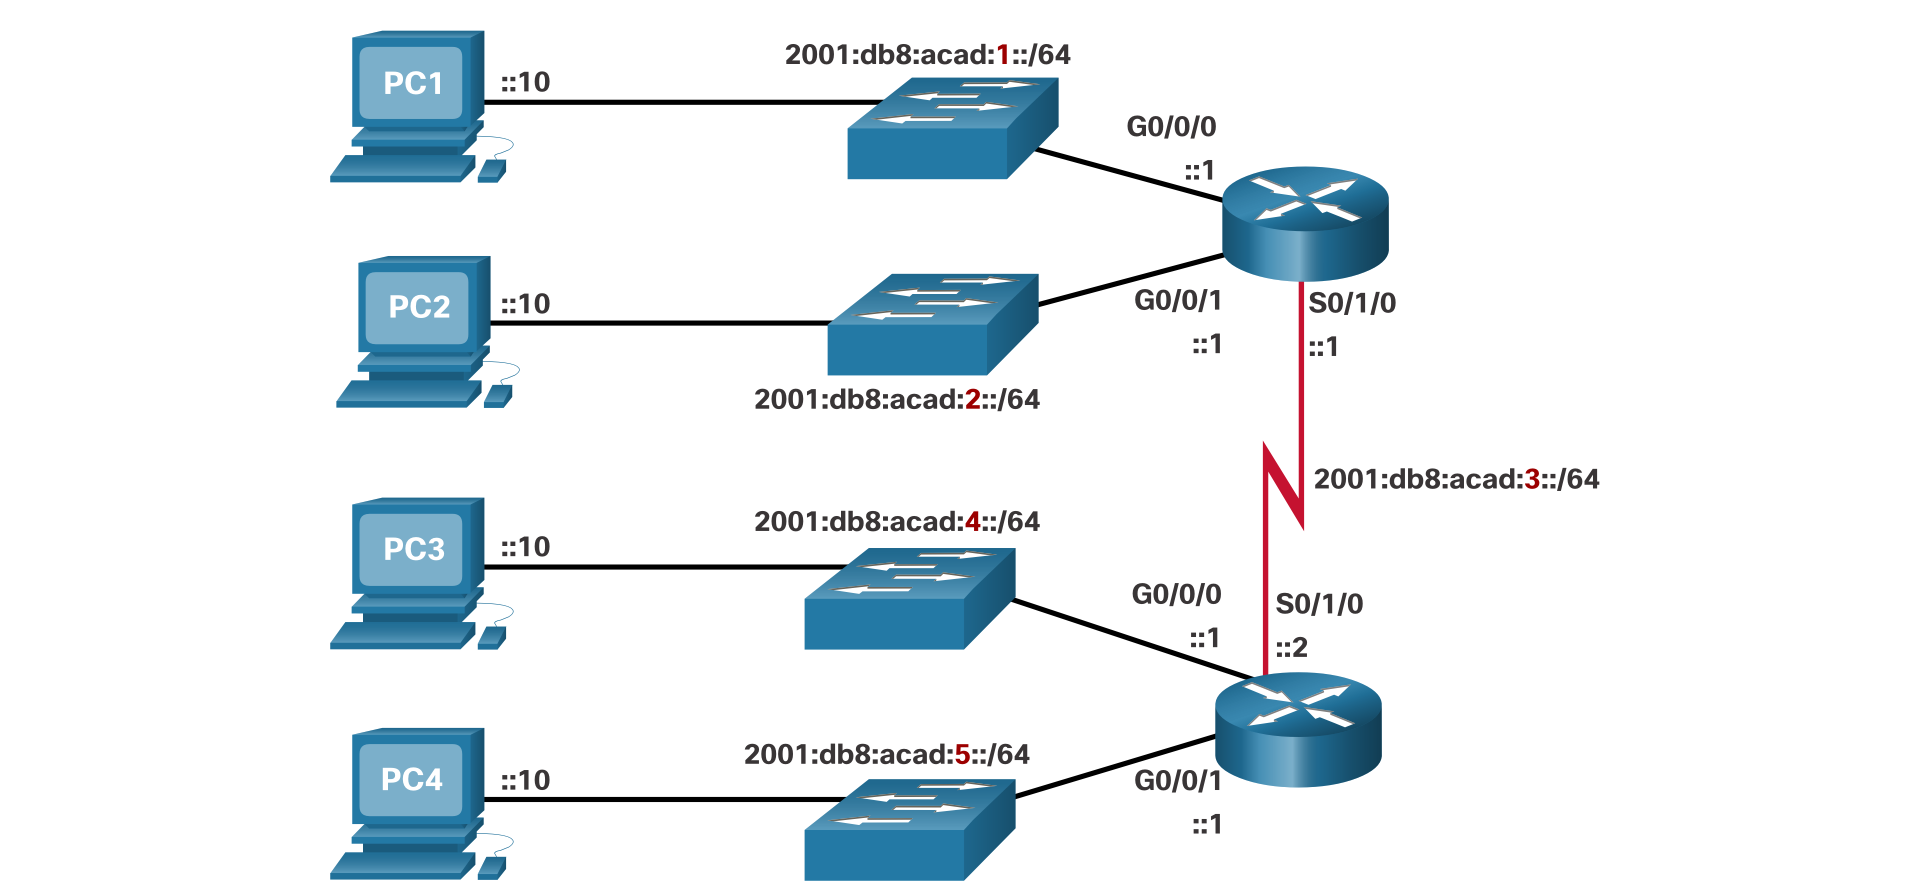 2001:db8:acad:1::/64
PC1
::10
G0/0/0
::1
PC2
::10
G0/0/1
::1
S0/1/0
::1
2001:db8:acad:2::/64
2001:db8:acad:3::/64
2001:db8:acad:4::/64
PC3
::10
G0/0/0
::1
S0/1/0
::2
2001:db8:acad:5::/64
PC4
::10
G0/0/1
::1